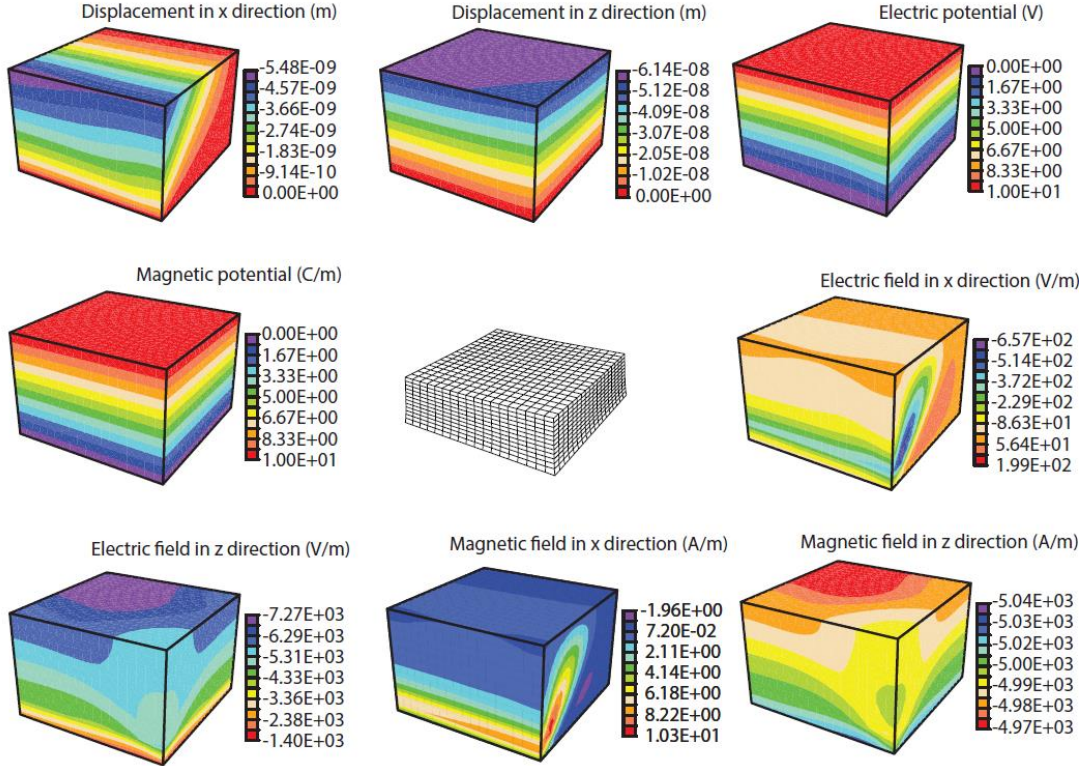 Displacement in x direction (m)
-5.48E-09
-4.57E-09
-3.66E-09
-2.74E-09
-1.83E-09
-9.14E-10
0.00E+00
Displacement in z direction (m)
-6.14E-08
-5.12E-08
-4.09E-08
-3.07E-08
-2.05E-08
-1.02E-08
0.00E+00
Electric potential (V)
0.00E+00
1.67E+00
3.33E+00
5.00E+00
6.67E+00
8.33E+00
1.00E+01
Magnetic potential (C/m)
0.00E+00
1.67E+00
3.33E+00
5.00E+00
6.67E+00
8.33E+00
1.00E+01
Electric field in x direction (V/m)
-6.57E+02
-5.14E+02
-3.72E+02
-2.29E+02
-8.63E+01
5.64E+01
1.99E+02
Electric field in z direction (V/m)
-7.27E+03
-6.29E+03
-5.31E+03
-4.33E+03
-3.36E+03
-2.38E+03
-1.40E+03
Magnetic field in x direction (A/m)
-1.96E+00
7.20E-02
2.11E+00
4.14E+00
6.18E+00
8.22E+00
1.03E+01
Magnetic field in z direction (A/m)
-5.04E+03
-5.03E+03
-5.02E+03
-5.00E+03
-4.99E+03
-4.98E+03
-4.97E+03